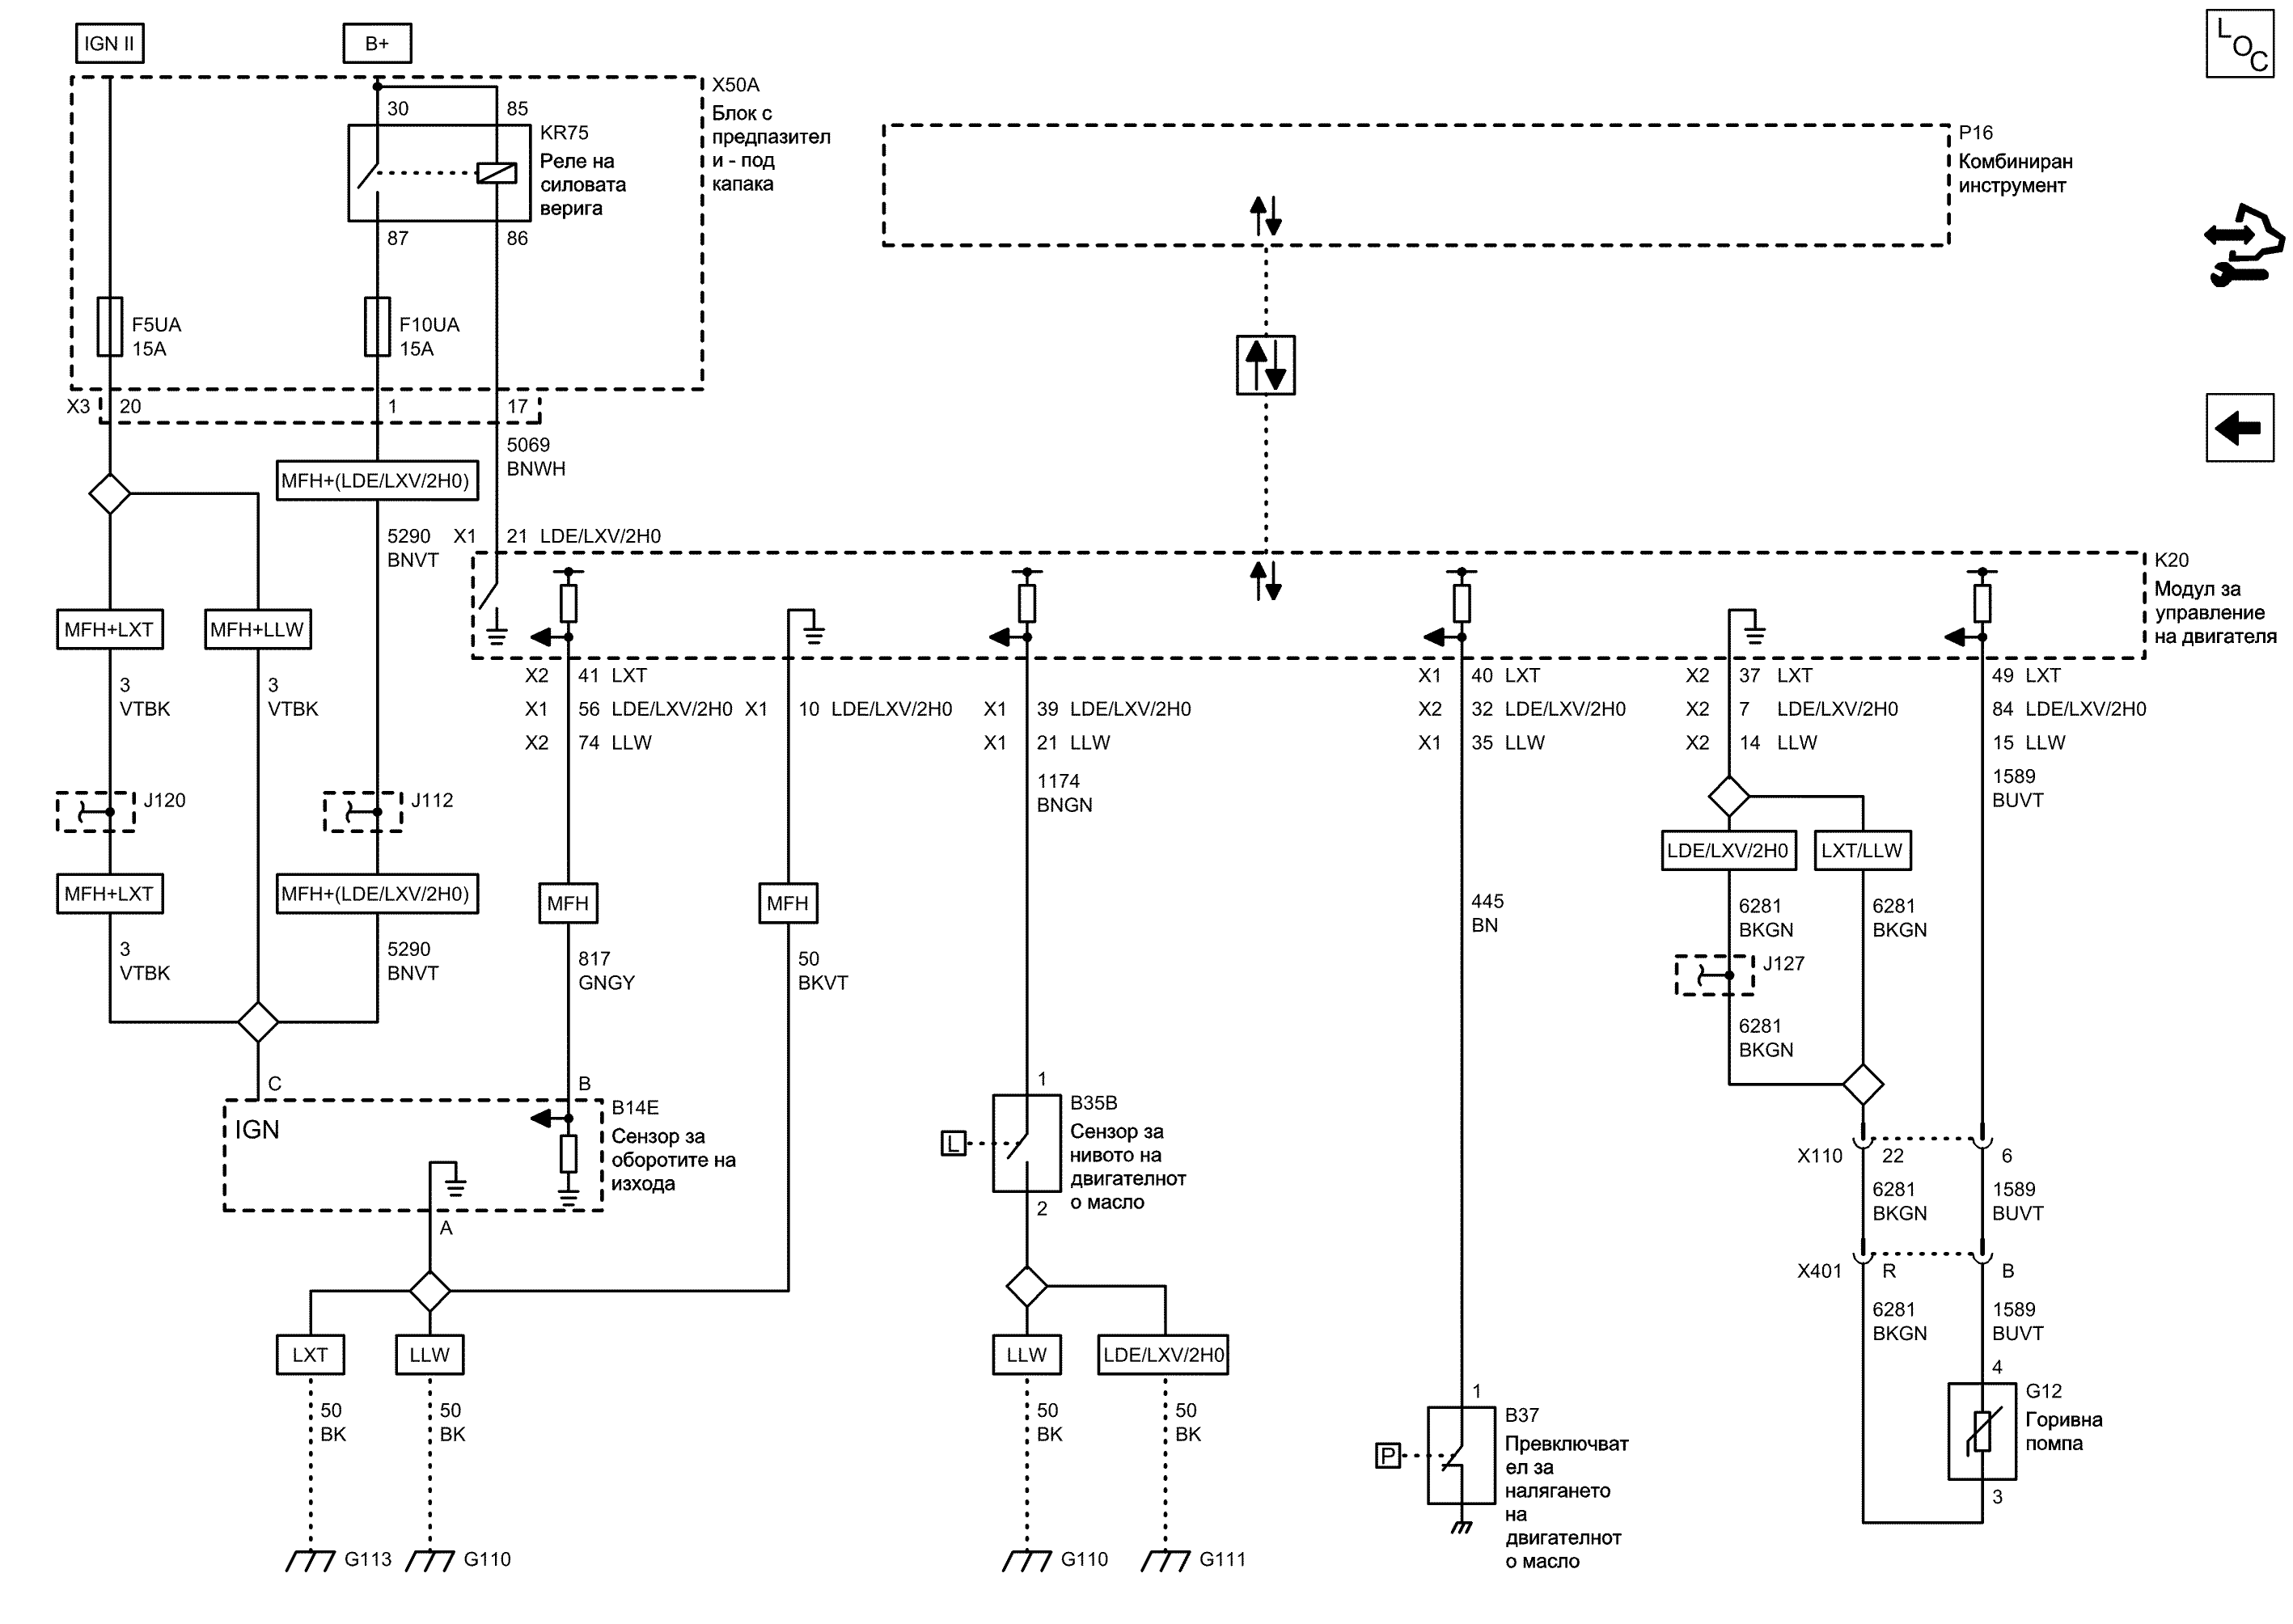 IGN II
B+
LOC
X50A
Блок с
предпазител
и - под
капака
30
85
KR75
Реле на
силовата
верига
87
86
P16
Комбиниран
инструмент
F5UA
15A
F10UA
15A
X3
20
1
17
5069
BNWH
MFH+(LDE/LXV/2H0)
5290
BNVT
X1
21
LDE/LXV/2H0
K20
Модул за
управление
на двигателя
MFH+LXT
MFH+LLW
3
VTBK
3
VTBK
X2 41 LXT
X1 56 LDE/LXV/2H0
X2 74 LLW
X1 10 LDE/LXV/2H0
X1 39 LDE/LXV/2H0
X1 21 LLW
X1 40 LXT
X2 32 LDE/LXV/2H0
X1 35 LLW
X2 37 LXT
X2 7 LDE/LXV/2H0
X2 14 LLW
49 LXT
84 LDE/LXV/2H0
15 LLW
1174
BNGN
1589
BUVT
J120
J112
LDE/LXV/2H0
LXT/LLW
MFH+LXT
MFH+(LDE/LXV/2H0)
MFH
MFH
445
BN
6281
BKGN
6281
BKGN
3
VTBK
5290
BNVT
817
GNGY
50
BKVT
J127
6281
BKGN
C
B
1
B14E
Сензор за
оборотите на
изхода
IGN
A
L
B35B
Сензор за
нивото на
двигателнот
о масло
2
X110
22
6
6281
BKGN
1589
BUVT
X401
R
B
6281
BKGN
1589
BUVT
LXT
LLW
LLW
LDE/LXV/2H0
50
BK
50
BK
50
BK
50
BK
1
P
B37
Превключват
ел за
налягането
на
двигателнот
о масло
4
G12
Горивна
помпа
3
G113
G110
G110
G111